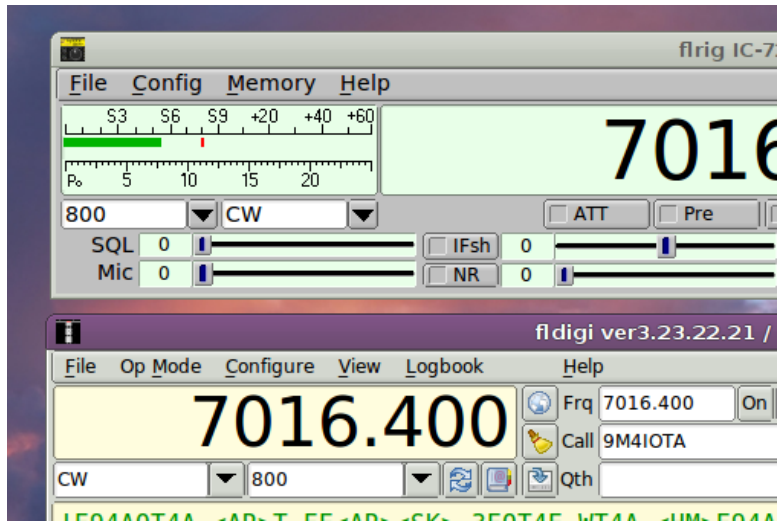 flrig IC-7
File Config Memory Help
S3 S6 S9 +20 +40 +60
7016
Po 5 10 15 20
800 CW ATT Pre
SQL 0 IFsh 0
Mic 0 NR 0
fldigi ver3.23.22.21 /
File Op Mode Configure View Logbook Help
7016.400 Frq 7016.400 On
Call 9M4IOTA
CW 800 Qth